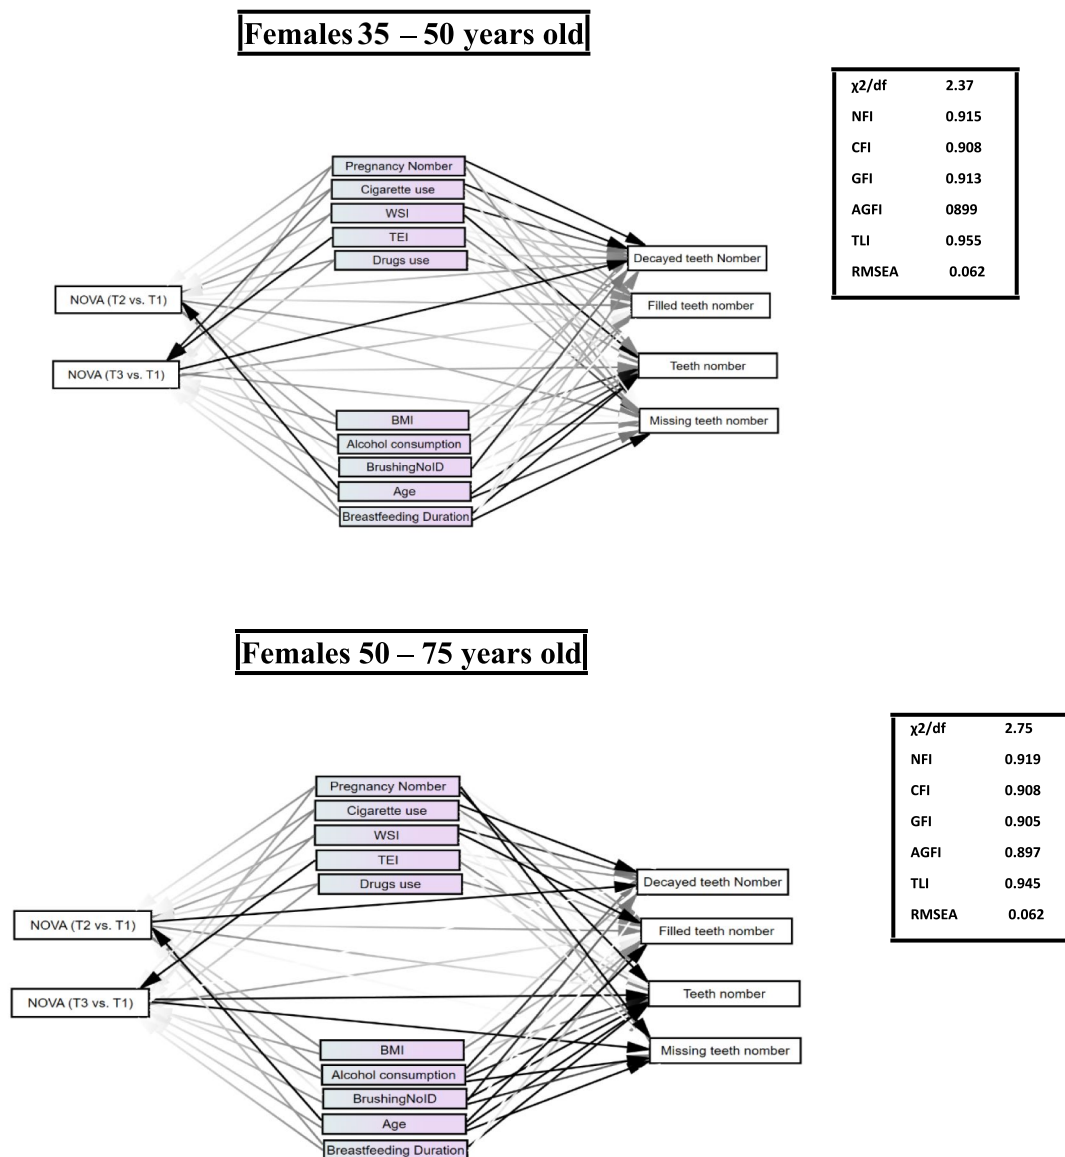 Females 35 – 50 years old
χ2/df 2.37
NFI 0.915
CFI 0.908
GFI 0.913
AGFI 0899
TLI 0.955
RMSEA 0.062
Pregnancy Nomber
Cigarette use
WSI
TEI
Drugs use
Decayed teeth Nomber
Filled teeth nomber
Teeth nomber
Missing teeth nomber
NOVA (T2 vs. T1)
NOVA (T3 vs. T1)
BMI
Alcohol consumption
BrushingNoID
Age
Breastfeeding Duration
Females 50 – 75 years old
χ2/df 2.75
NFI 0.919
CFI 0.908
GFI 0.905
AGFI 0.897
TLI 0.945
RMSEA 0.062
Pregnancy Nomber
Cigarette use
WSI
TEI
Drugs use
Decayed teeth Nomber
Filled teeth nomber
Teeth nomber
Missing teeth nomber
NOVA (T2 vs. T1)
NOVA (T3 vs. T1)
BMI
Alcohol consumption
BrushingNoID
Age
Breastfeeding Duration